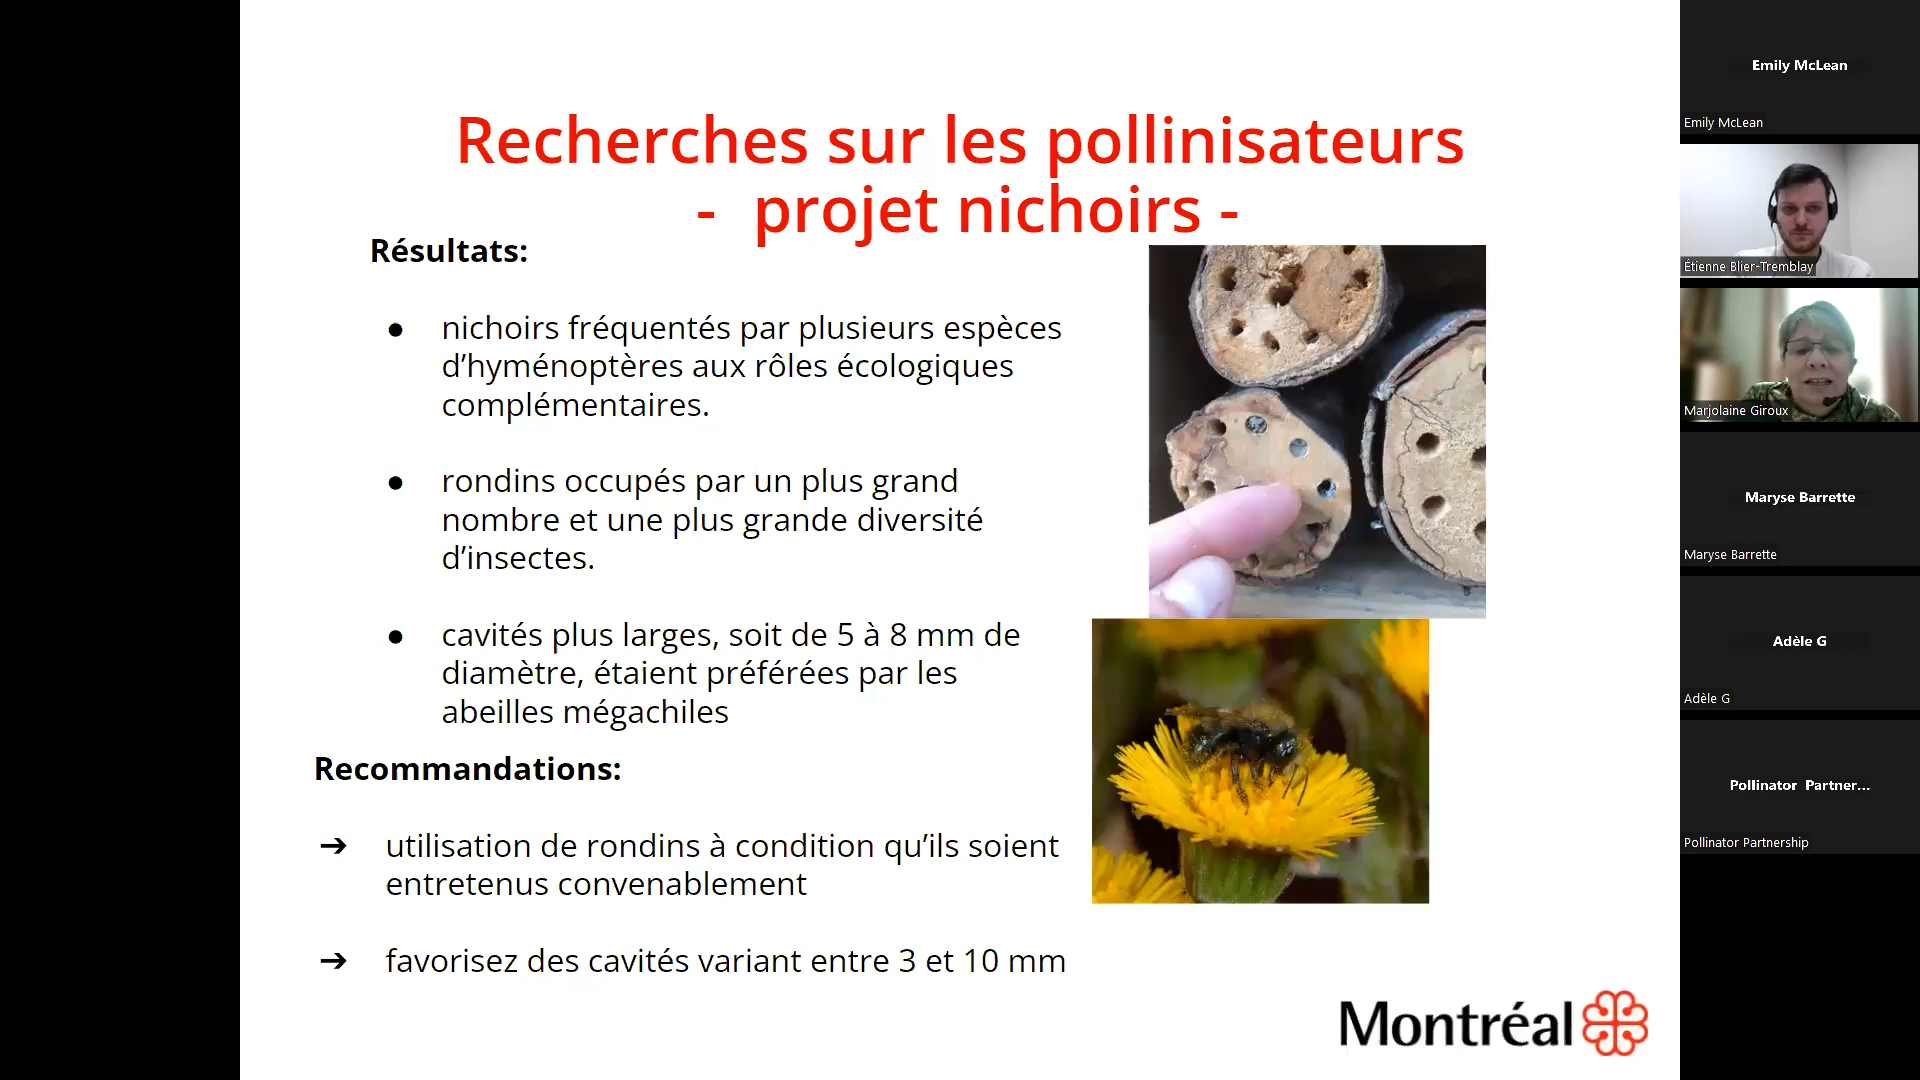 Recherches sur les pollinisateurs
- projet nichoirs -
Résultats:
● nichoirs fréquentés par plusieurs espèces
d’hyménoptères aux rôles écologiques
complémentaires.
● rondins occupés par un plus grand
nombre et une plus grande diversité
d’insectes.
● cavités plus larges, soit de 5 à 8 mm de
diamètre, étaient préférées par les
abeilles mégachiles
Recommandations:
➔ utilisation de rondins à condition qu’ils soient
entretenus convenablement
➔ favorisez des cavités variant entre 3 et 10 mm
Montréal
Emily McLean
Emily McLean
Étienne Blier-Tremblay
Marjolaine Giroux
Maryse Barrette
Maryse Barrette
Adèle G
Adèle G
Pollinator Partner...
Pollinator Partnership